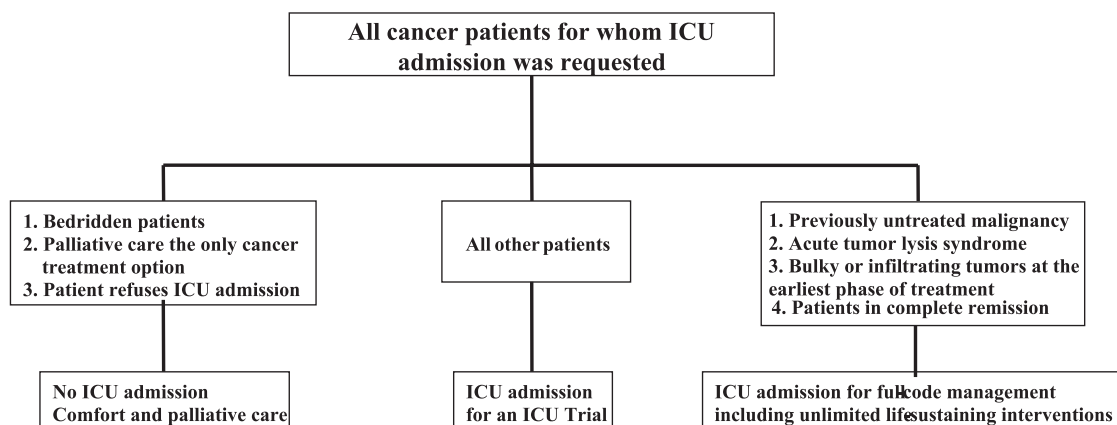 All cancer patients for whom ICU
admission was requested
1. Bedridden patients
2. Palliative care the only cancer
treatment option
3. Patient refuses ICU admission
All other patients
1. Previously untreated malignancy
2. Acute tumor lysis syndrome
3. Bulky or infiltrating tumors at the
earliest phase of treatment
4. Patients in complete remission
No ICU admission
Comfort and palliative care
ICU admission
for an ICU Trial
ICU admission for full-code management
including unlimited life-sustaining interventions